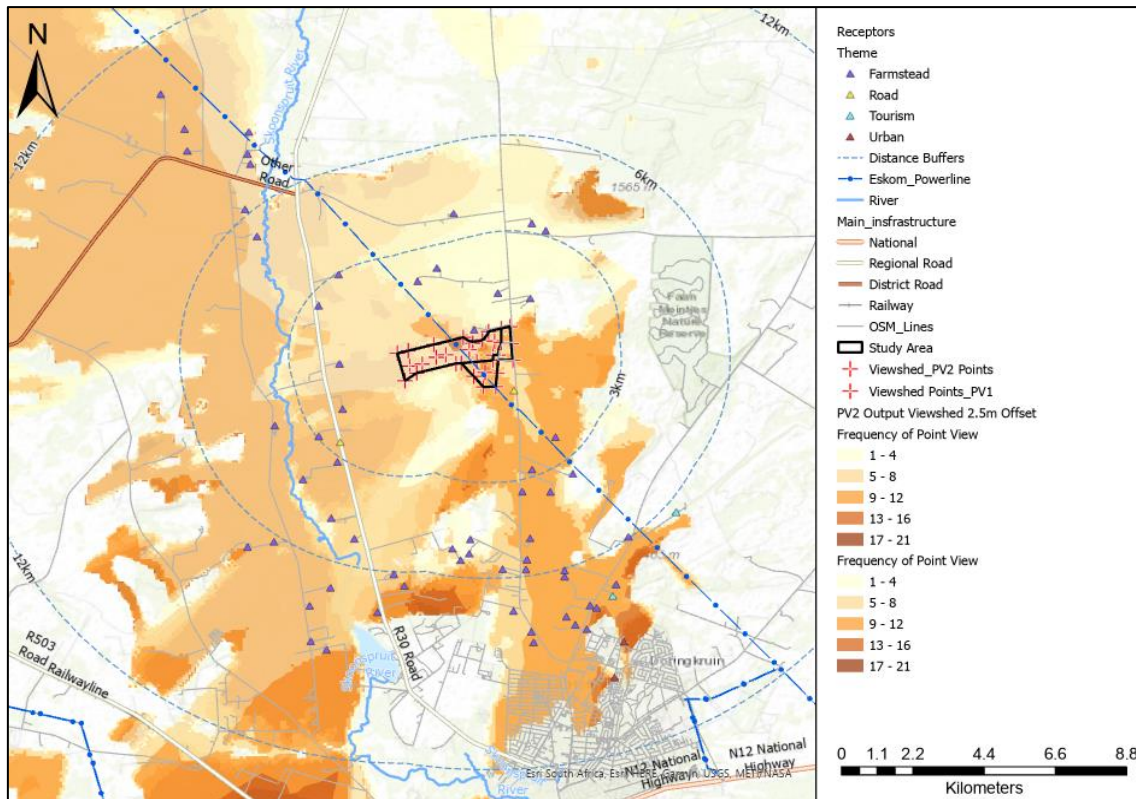 N
12km
12km
Skoonspruit River
Other
Road
6km
1565 m
Faan
Meintjes
Nature
Reserve
3km
12km
R503
Road Railwayline
R30 Road
River
Doringkruin
N12 National
Highway
N12 National
Highway
River
Esri South Africa, Esri, HERE, Garmin, USGS, METI/NASA
Receptors
Theme
Farmstead
Road
Tourism
Urban
Distance Buffers
Eskom_Powerline
River
Main_insfrastructure
National
Regional Road
District Road
Railway
OSM_Lines
Study Area
Viewshed_PV2 Points
Viewshed Points_PV1
PV2 Output Viewshed 2.5m Offset
Frequency of Point View
1 - 4
5 - 8
9 - 12
13 - 16
17 - 21
Frequency of Point View
1 - 4
5 - 8
9 - 12
13 - 16
17 - 21
0 1.1 2.2 4.4 6.6 8.8
Kilometers